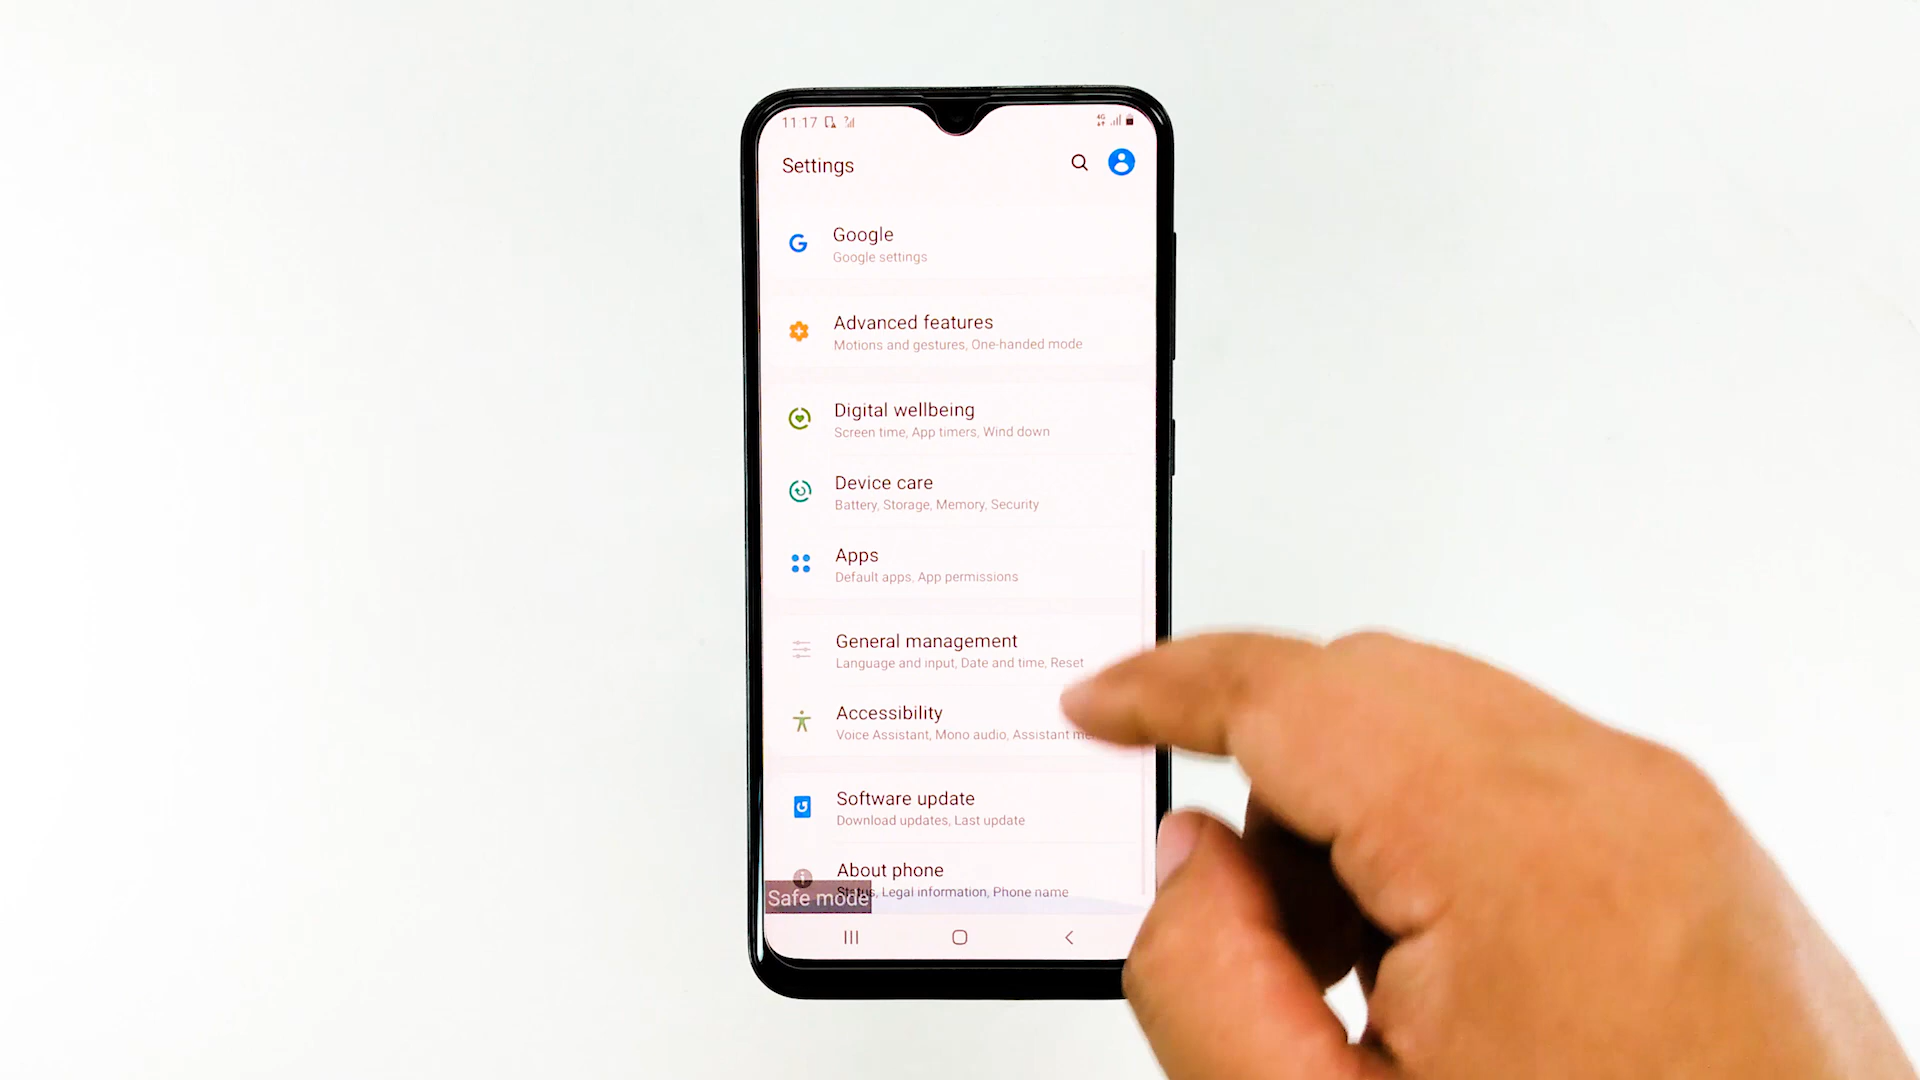 11:17
4G
Settings
Google
Google settings
Advanced features
Motions and gestures, One-handed mode
Digital wellbeing
Screen time, App timers, Wind down
Device care
Battery, Storage, Memory, Security
Apps
Default apps, App permissions
General management
Language and input, Date and time, Reset
Accessibility
Voice Assistant, Mono audio, Assistant me
Software update
Download updates, Last update
About phone
Status, Legal information, Phone name
Safe mode